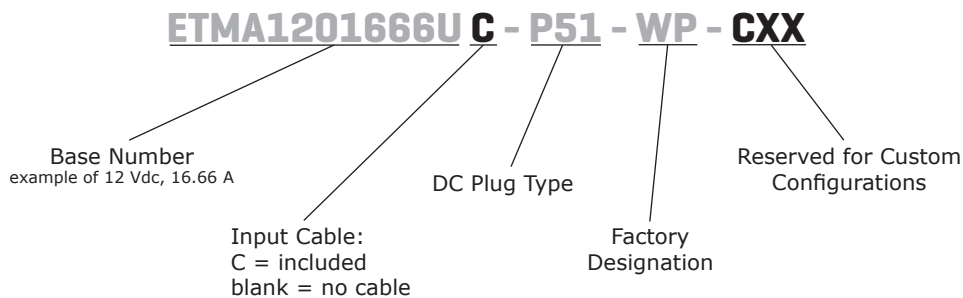 ETMA1201666U C - P51 - WP - CXX
Base Number
example of 12 Vdc, 16.66 A
Input Cable:
C = included
blank = no cable
DC Plug Type
Factory
Designation
Reserved for Custom
Configurations